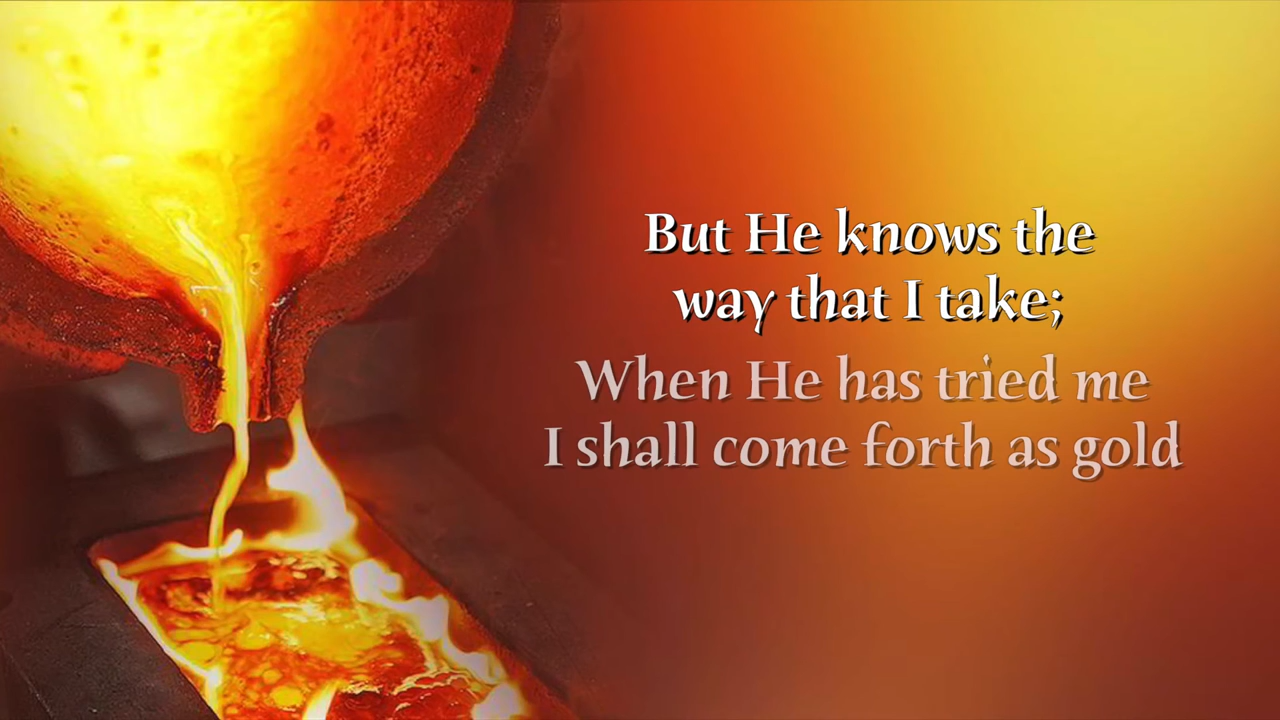 But He knows the
way that I take;
When He has tried me
I shall come forth as gold